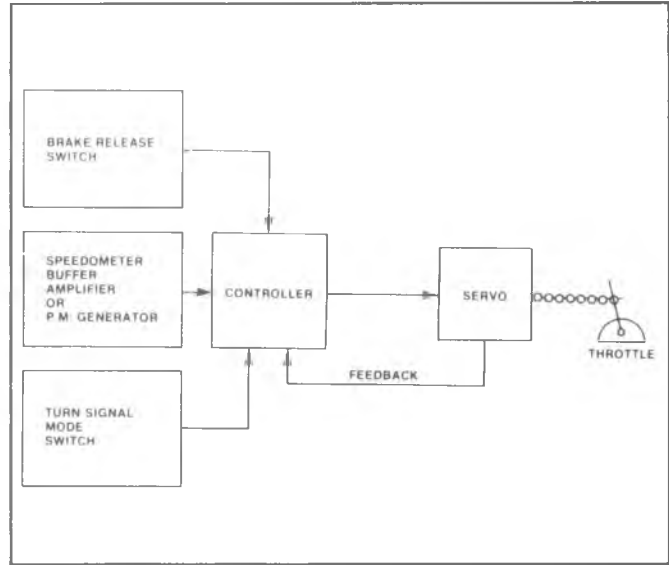 BRAKE RELEASE
SWITCH
SPEEDOMETER
BUFFER
AMPLIFIER
OR
P.M. GENERATOR
CONTROLLER
SERVO
THROTTLE
FEEDBACK
TURN SIGNAL
MODE
SWITCH